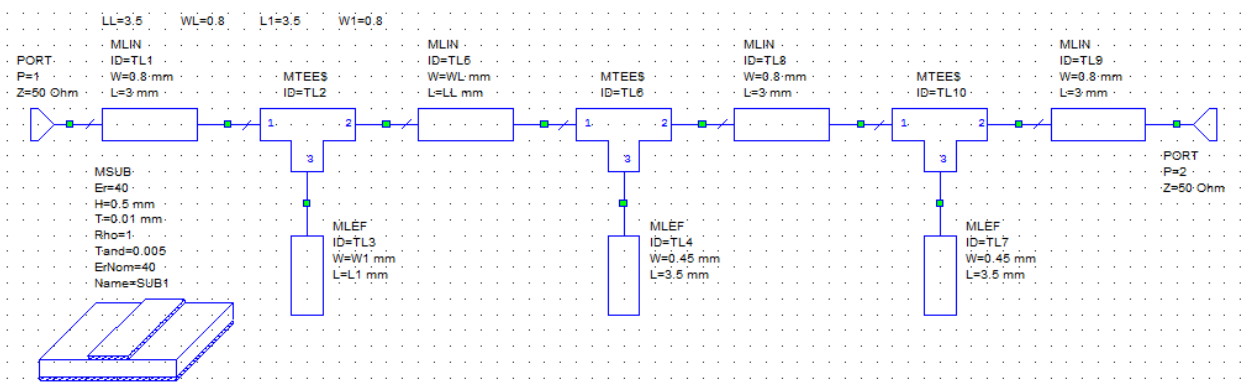 LL=3.5 WL=0.8 L1=3.5 W1=0.8
PORT
P=1
Z=50 Ohm
MLIN
ID=TL1
W=0.8 mm
L=3 mm
MTEE$
ID=TL2
MLIN
ID=TL5
W=WL mm
L=LL mm
MTEE$
ID=TL6
MLIN
ID=TL8
W=0.8 mm
L=3 mm
MTEE$
ID=TL10
MLIN
ID=TL9
W=0.8 mm
L=3 mm
1 2
3
1 2
3
1 2
3
PORT
P=2
Z=50 Ohm
MSUB
Er=40
H=0.5 mm
T=0.01 mm
Rho=1
Tand=0.005
ErNom=40
Name=SUB1
MLEF
ID=TL3
W=W1 mm
L=L1 mm
MLEF
ID=TL4
W=0.45 mm
L=3.5 mm
MLEF
ID=TL7
W=0.45 mm
L=3.5 mm